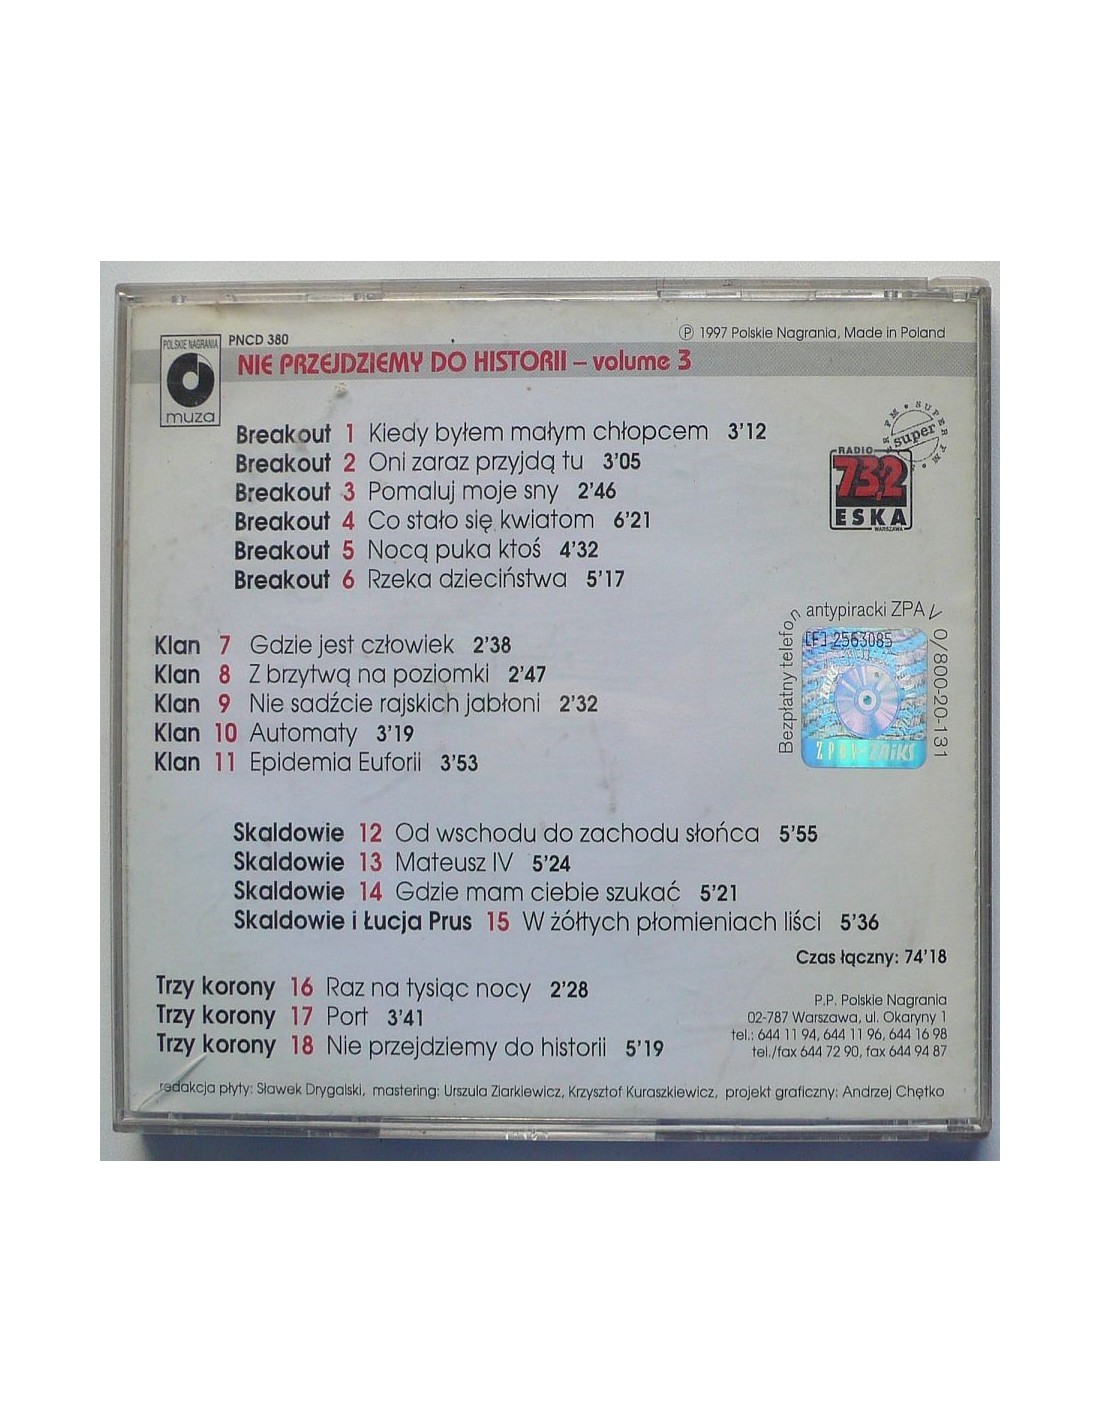 POLSKIE NAGRANIA
muza
PNCD 380
℗ 1997 Polskie Nagrania, Made in Poland
NIE PRZEJDZIEMY DO HISTORII – volume 3
Breakout 1 Kiedy byłem małym chłopcem 3'12
Breakout 2 Oni zaraz przyjdą tu 3'05
Breakout 3 Pomaluj moje sny 2'46
Breakout 4 Co stało się kwiatom 6'21
Breakout 5 Nocą puka ktoś 4'32
Breakout 6 Rzeka dzieciństwa 5'17
SUPER FM
super
RADIO
73,2
ESKA
WARSZAWA
Klan 7 Gdzie jest człowiek 2'38
Klan 8 Z brzytwą na poziomki 2'47
Klan 9 Nie sadźcie rajskich jabłoni 2'32
Klan 10 Automaty 3'19
Klan 11 Epidemia Euforii 3'53
Bezpłatny telefon antypiracki ZPAV 0/800-20-131
[F] 2563085
ZPAV-ZAiKS
Skaldowie 12 Od wschodu do zachodu słońca 5'55
Skaldowie 13 Mateusz IV 5'24
Skaldowie 14 Gdzie mam ciebie szukać 5'21
Skaldowie i Łucja Prus 15 W żółtych płomieniach liści 5'36
Czas łączny: 74'18
Trzy korony 16 Raz na tysiąc nocy 2'28
Trzy korony 17 Port 3'41
Trzy korony 18 Nie przejdziemy do historii 5'19
P.P. Polskie Nagrania
02-787 Warszawa, ul. Okaryny 1
tel.: 644 11 94, 644 11 96, 644 16 98
tel./fax 644 72 90, fax 644 94 87
redakcja płyty: Sławek Drygalski, mastering: Urszula Ziarkiewicz, Krzysztof Kuraszkiewicz, projekt graficzny: Andrzej Chętko